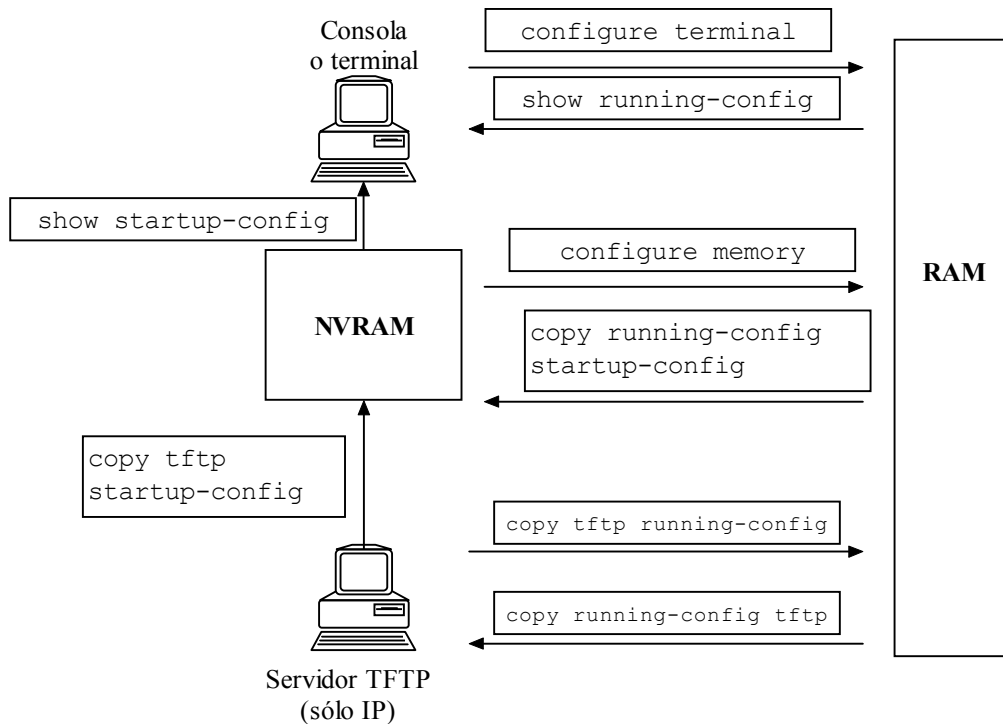 Consola
o terminal
configure terminal
show running-config
show startup-config
configure memory
RAM
NVRAM
copy running-config
startup-config
copy tftp
startup-config
copy tftp running-config
copy running-config tftp
Servidor TFTP
(sólo IP)